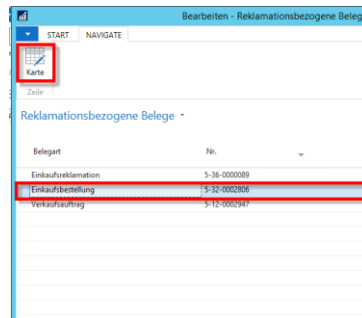 Bearbeiten - Reklamationsbezogene Beleg
START NAVIGATE
Karte
Zeile
Reklamationsbezogene Belege
Belegart Nr.
Einkaufsreklamation 5-36-0000089
Einkaufsbestellung 5-32-0002806
Verkaufsauftrag 5-12-0002947